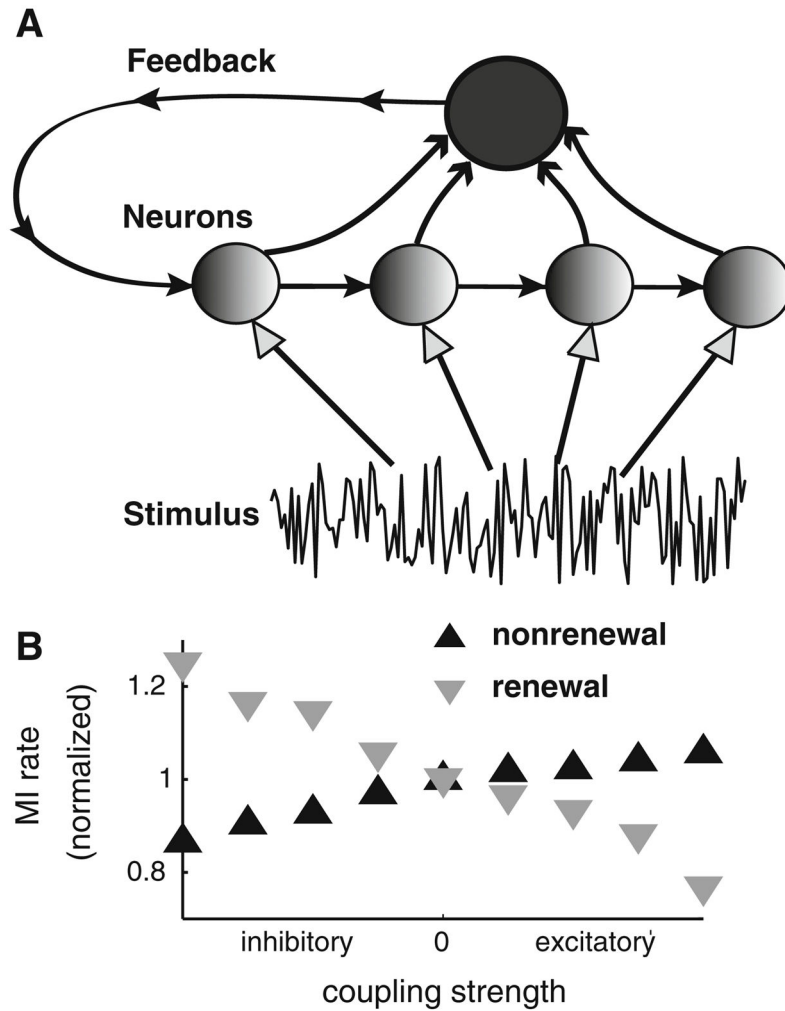 A
Feedback
Neurons
Stimulus
B
nonrenewal
renewal
MI rate
(normalized)
1.2
1
0.8
inhibitory 0 excitatory
coupling strength